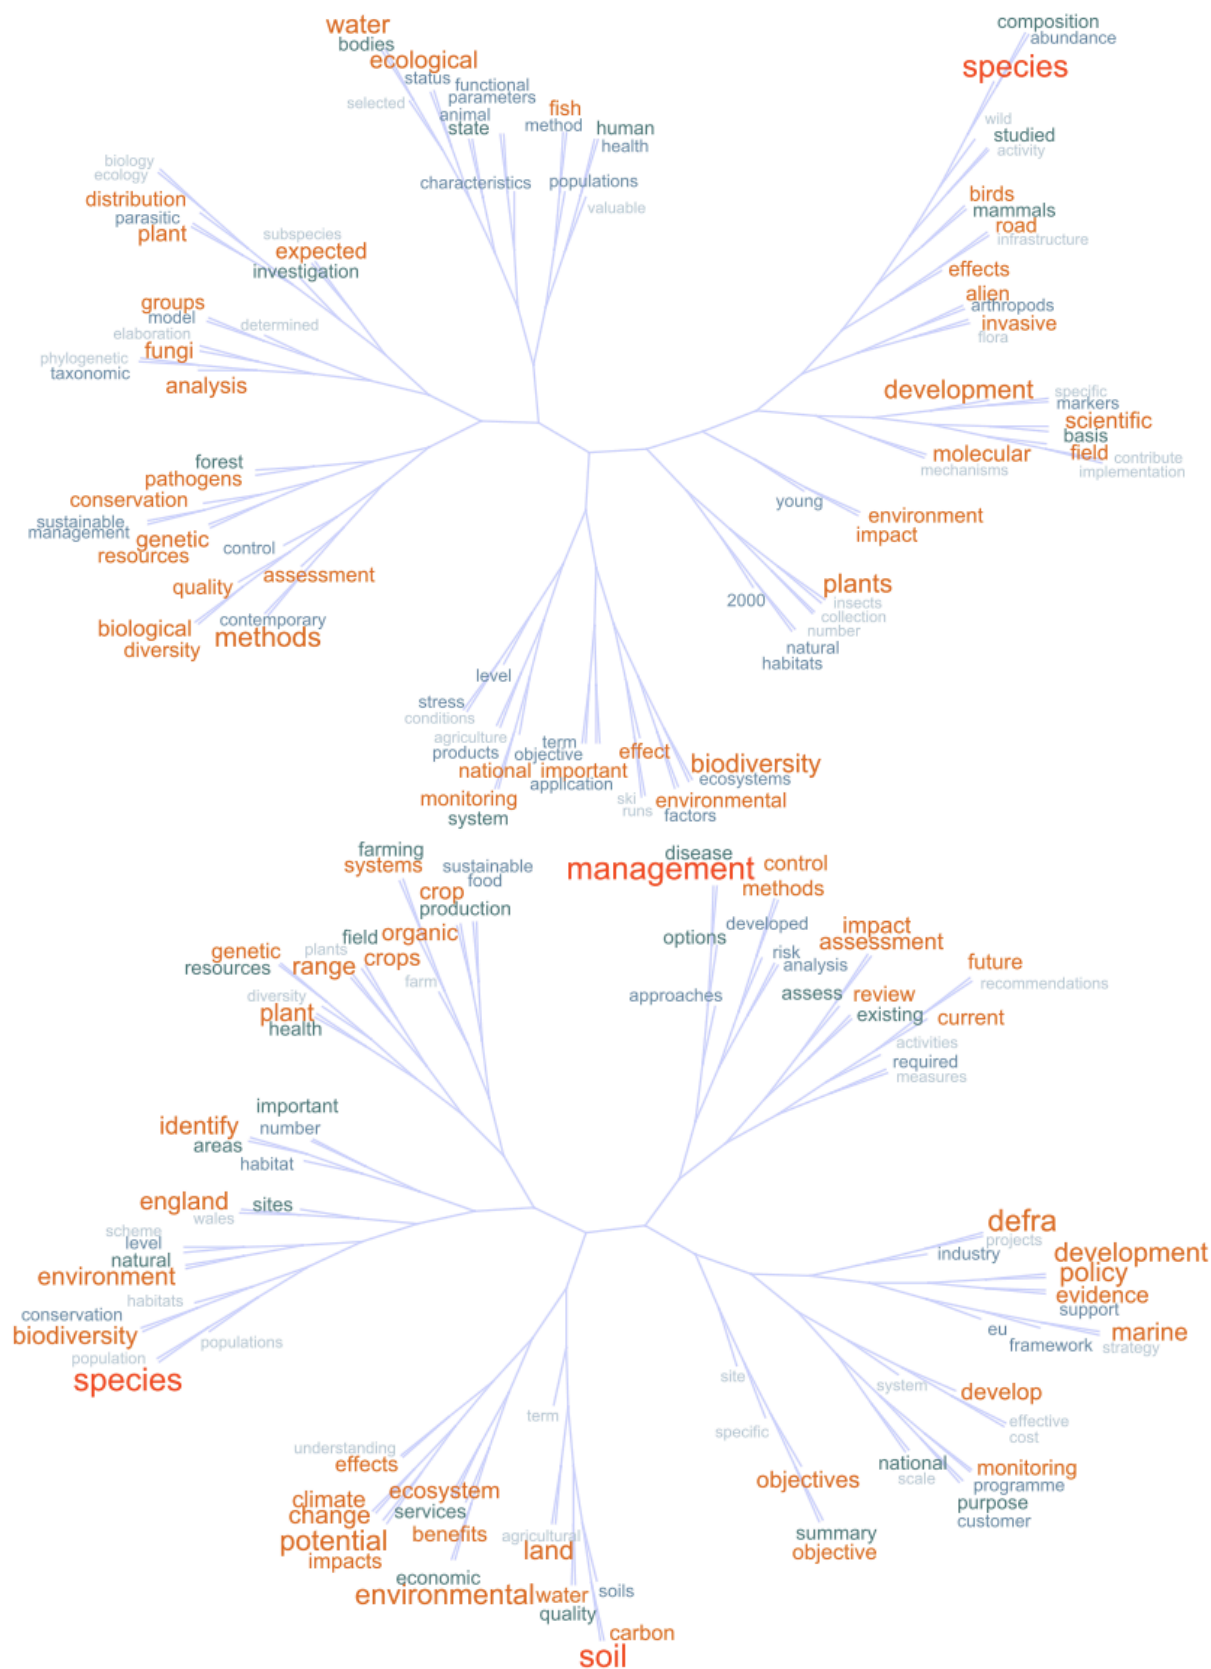 water
bodies
ecological
status
functional
parameters
selected
animal
state
fish
method
human
health
characteristics
populations
valuable
composition
abundance
species
wild
studied
activity
birds
mammals
road
infrastructure
effects
alien
arthropods
invasive
flora
biology
ecology
distribution
parasitic
plant
subspecies
expected
investigation
groups
model
determined
elaboration
fungi
phylogenetic
taxonomic
analysis
development
specific
markers
scientific
basis
field
contribute
implementation
molecular
mechanisms
forest
pathogens
conservation
sustainable
management
genetic
resources
control
quality
assessment
contemporary
biological
methods
diversity
young
environment
impact
plants
2000
insects
collection
number
natural
habitats
level
stress
conditions
agriculture
products
term
objective
national
important
application
monitoring
system
effect
biodiversity
ecosystems
ski
runs
environmental
factors
farming
systems
sustainable
food
crop
production
field
organic
plants
crops
genetic
resources
range
farm
diversity
plant
health
disease
management
control
methods
developed
options
risk
analysis
approaches
impact
assessment
assess
review
existing
future
recommendations
current
activities
required
measures
important
identify
number
areas
habitat
england
wales
sites
scheme
level
natural
environment
habitats
conservation
biodiversity
population
populations
species
defra
projects
industry
development
policy
evidence
support
eu
marine
framework
strategy
site
system
develop
specific
effective
cost
national
scale
monitoring
programme
purpose
customer
objectives
summary
objective
term
understanding
effects
climate
change
ecosystem
services
potential
impacts
benefits
agricultural
land
economic
environmental
water
quality
soils
carbon
soil